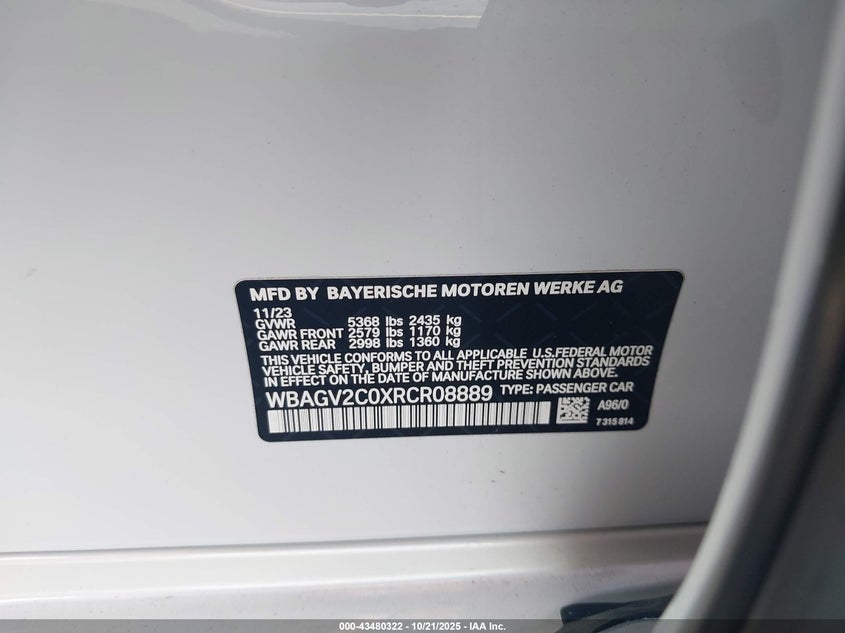 MFD BY BAYERISCHE MOTOREN WERKE AG
11/23
GVWR 5368 lbs 2435 kg
GAWR FRONT 2579 lbs 1170 kg
GAWR REAR 2998 lbs 1360 kg
THIS VEHICLE CONFORMS TO ALL APPLICABLE U.S.FEDERAL MOTOR
VEHICLE SAFETY, BUMPER AND THEFT PREVENTION STANDARDS
IN EFFECT ON THE DATE OF MANUFACTURE SHOWN ABOVE.
WBAGV2C0XRCR08889 TYPE: PASSENGER CAR
A96/0
7 315 814
000-43480322 - 10/21/2025 - IAA Inc.